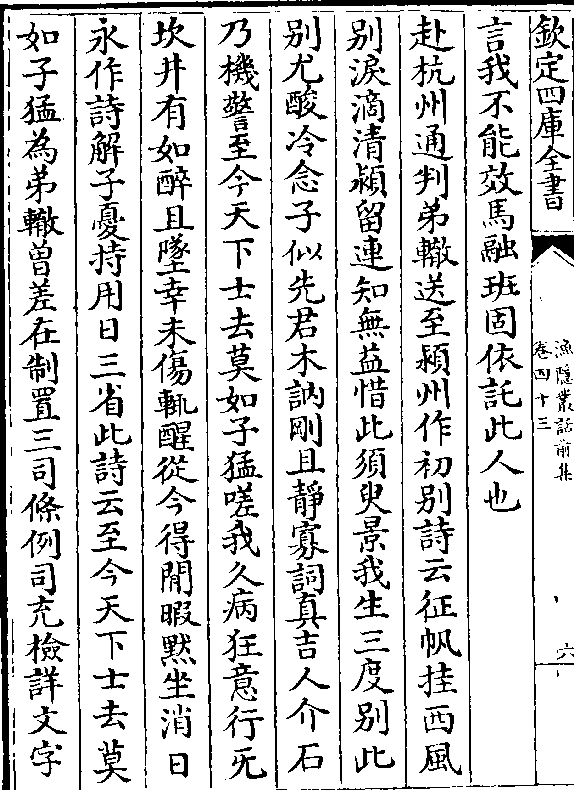 欽定四庫全書
漁隱叢話前集
卷四十三
六
言我不能效馬融班固依託此人也
赴杭州通判弟轍送至潁州作初别詩云征帆挂西風
别淚滴清潁留連知無益惜此須臾景我生三度别此
别尤酸冷念子似先君木訥剛且靜寡詞真吉人介石
乃機警至今天下士去莫如子猛嗟我久病狂意行无
坎井有如醉且墜幸未傷輒醒從今得閒暇黙坐消日
永作詩解子憂持用日三省此詩云至今天下士去莫
如子猛為弟轍曽差在制置三司條例司充檢詳文字